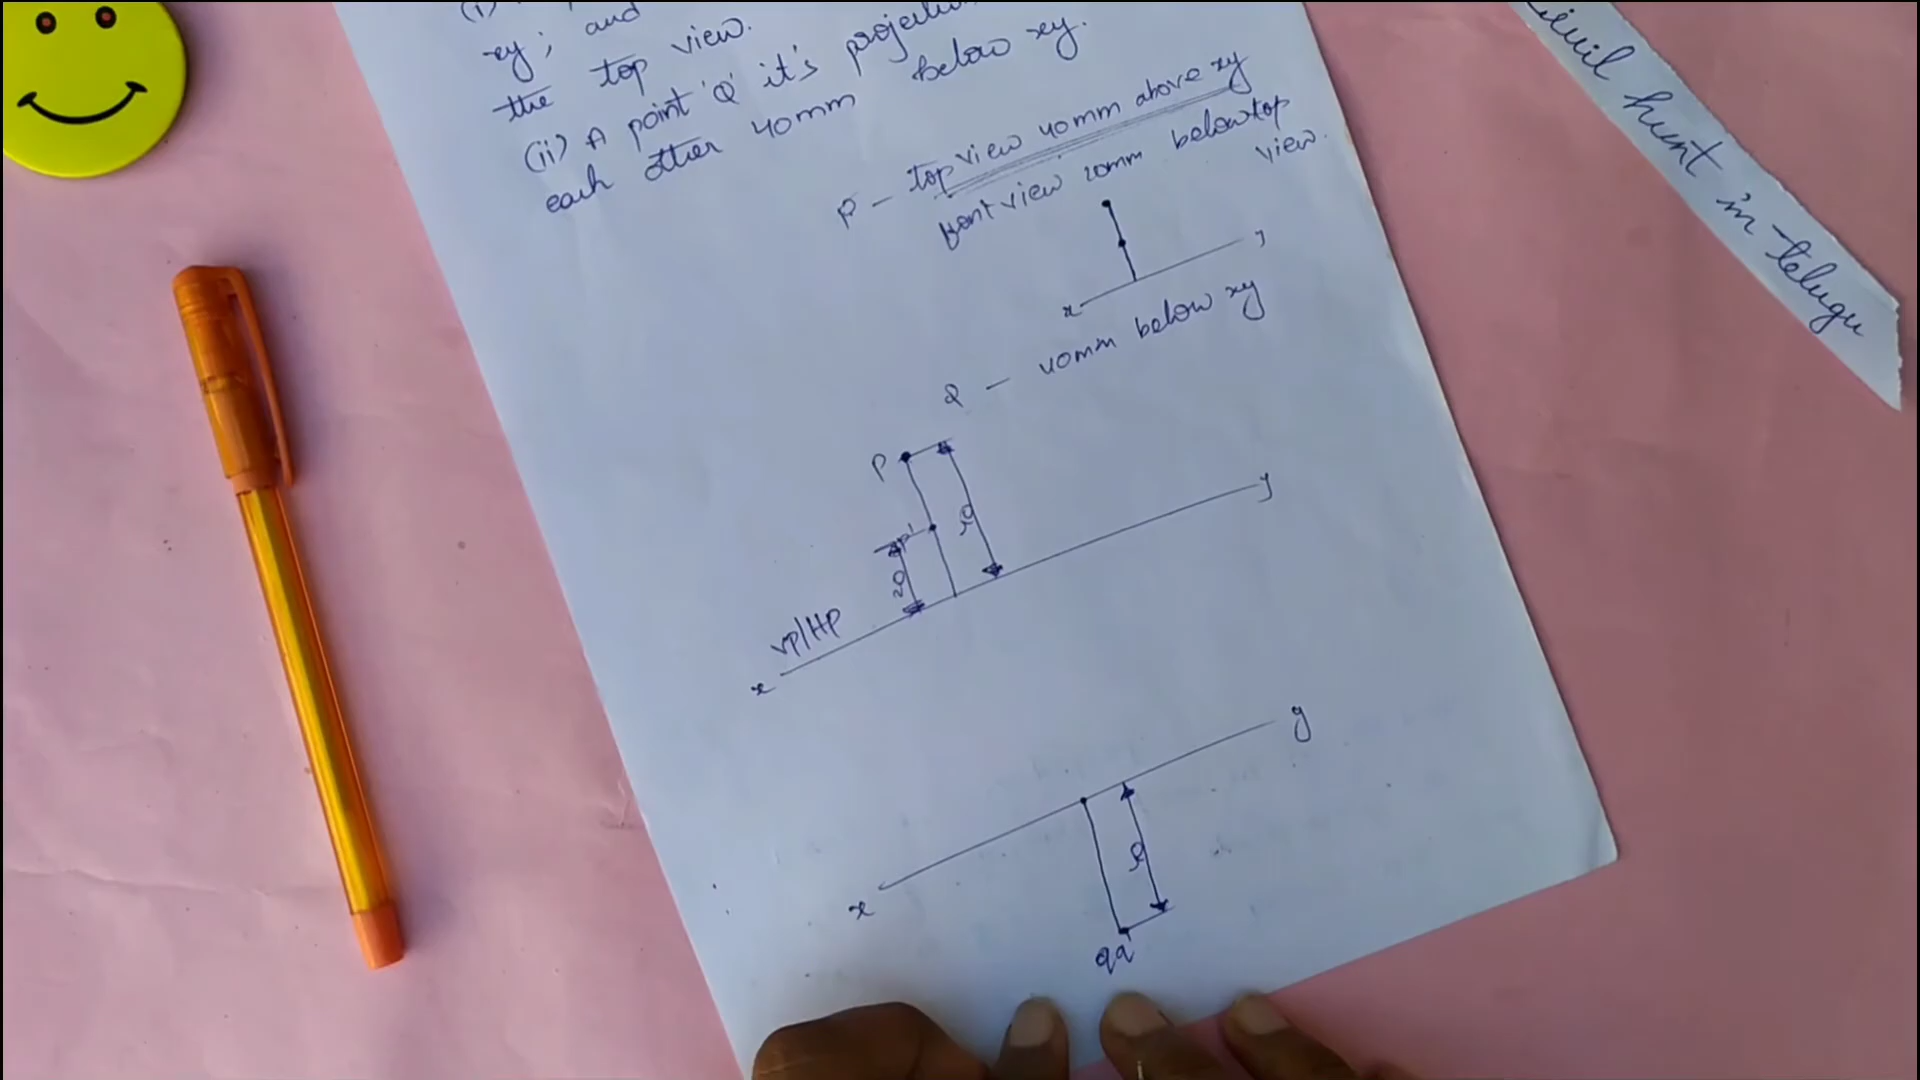 (i)
xy; and
the top view.
(ii) A point 'Q' it's
each other 40mm below xy.
P - top view 40mm above xy
front view 20mm below top
view.
x y
Q - 40mm below xy
P
p'
20
VP/HP
x y
x y
qq'
civil hunt in telugu